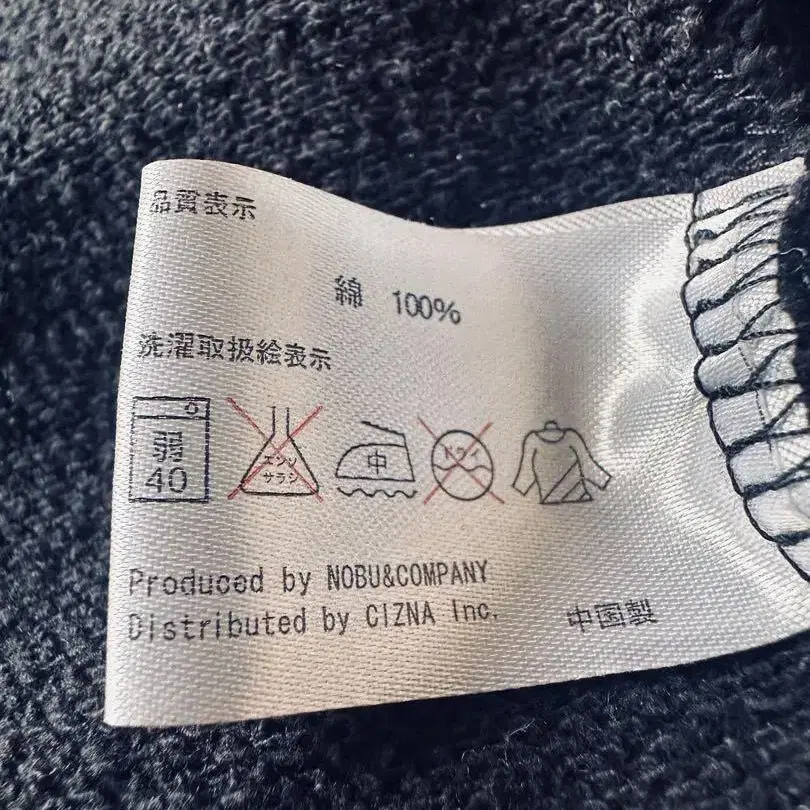 品質表示
綿 100%
洗濯取扱絵表示
弱
40
エンソ
サラシ
中
ドライ
Produced by NOBU&COMPANY
Distributed by CIZNA Inc.
中国製